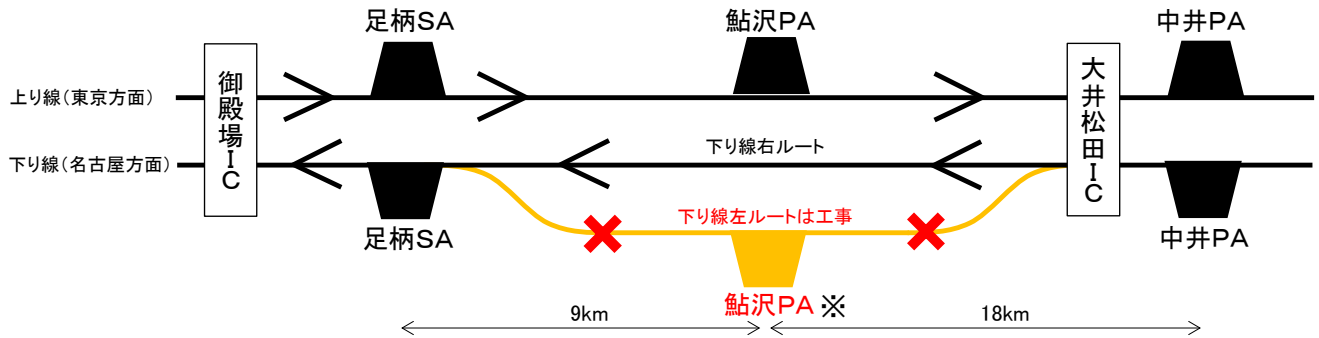 足柄SA
鮎沢PA
中井PA
御殿場IC
大井松田IC
上り線(東京方面)
下り線右ルート
下り線(名古屋方面)
下り線左ルートは工事
足柄SA
中井PA
鮎沢PA※
9km
18km